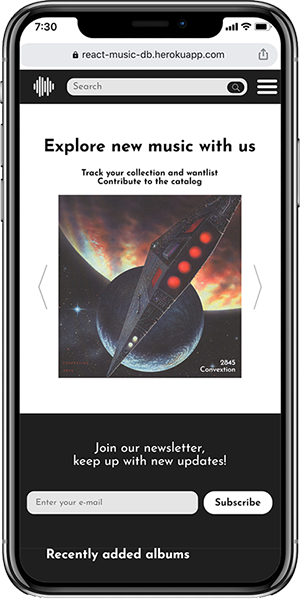 7:30
react-music-db.herokuapp.com
Search
Explore new music with us
Track your collection and wantlist
Contribute to the catalog
2845
Convextion
Join our newsletter,
keep up with new updates!
Enter your e-mail
Subscribe
Recently added albums